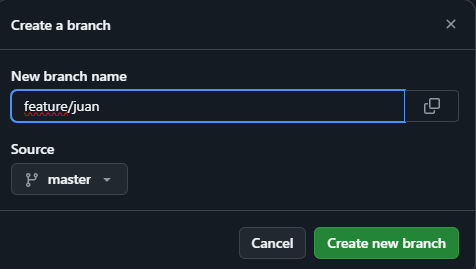 Create a branch
New branch name
feature/juan
Source
master
Cancel
Create new branch